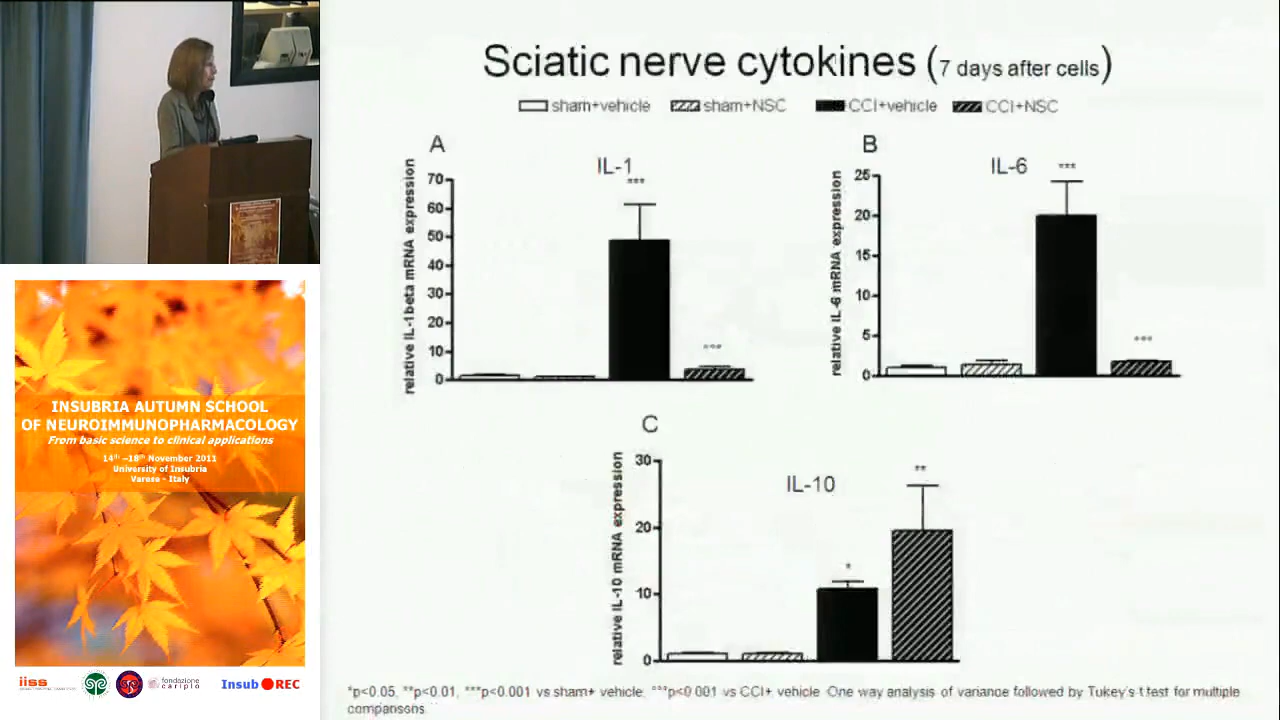 Sciatic nerve cytokines (7 days after cells)
sham+vehicle sham+NSC CCI+vehicle CCI+NSC
A
IL-1
***
°°°
relative IL-1beta mRNA expression
70
60
50
40
30
20
10
0
B
IL-6
***
°°°
relative IL-6 mRNA expression
25
20
15
10
5
0
C
IL-10
**
*
relative IL-10 mRNA expression
30
20
10
0
*p<0.05, **p<0.01, ***p<0.001 vs sham+ vehicle, °°°p<0.001 vs CCI+ vehicle One way analysis of variance followed by Tukey's t test for multiple
comparisons.
INSUBRIA AUTUMN SCHOOL
OF NEUROIMMUNOPHARMACOLOGY
From basic science to clinical applications
14th -18th November 2011
University of Insubria
Varese - Italy
iiss
fondazione
cariplo
Insub REC